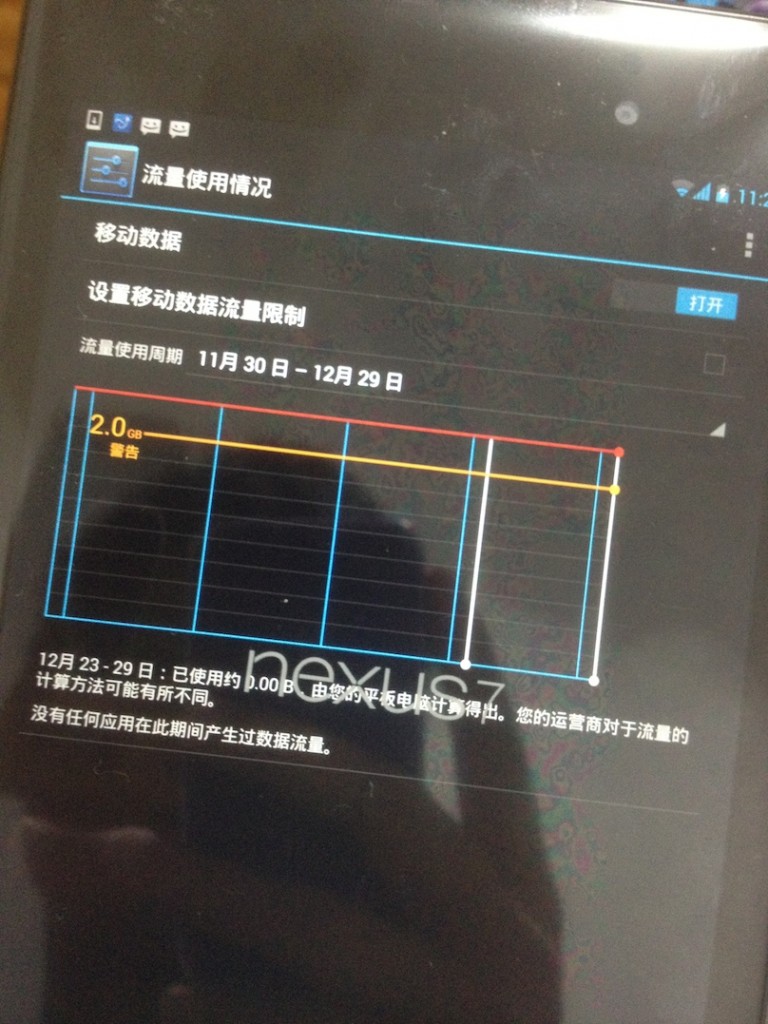 流量使用情况
11:2
移动数据
打开
设置移动数据流量限制
流量使用周期 11月 30 日 – 12月 29 日
2.0 GB
警告
12月 23 - 29 日：已使用约 0.00 B，由您的平板电脑计算得出。您的运营商对于流量的
计算方法可能有所不同。
没有任何应用在此期间产生过数据流量。
nexus 7